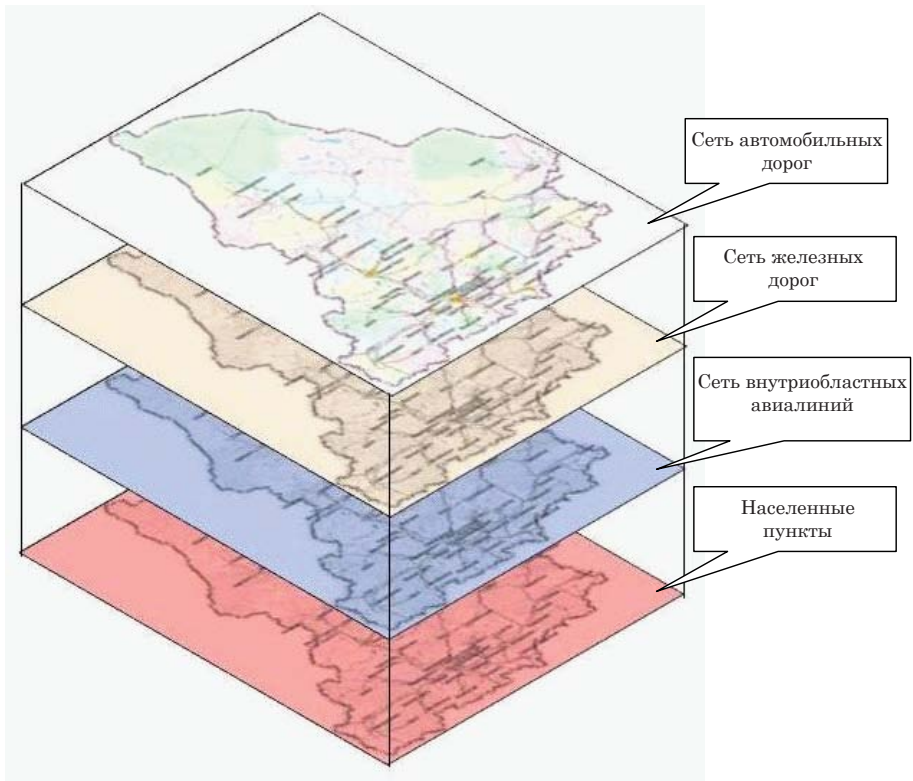 Сеть автомобильных
дорог
Сеть железных
дорог
Сеть внутриобластных
авиалиний
Населенные
пункты